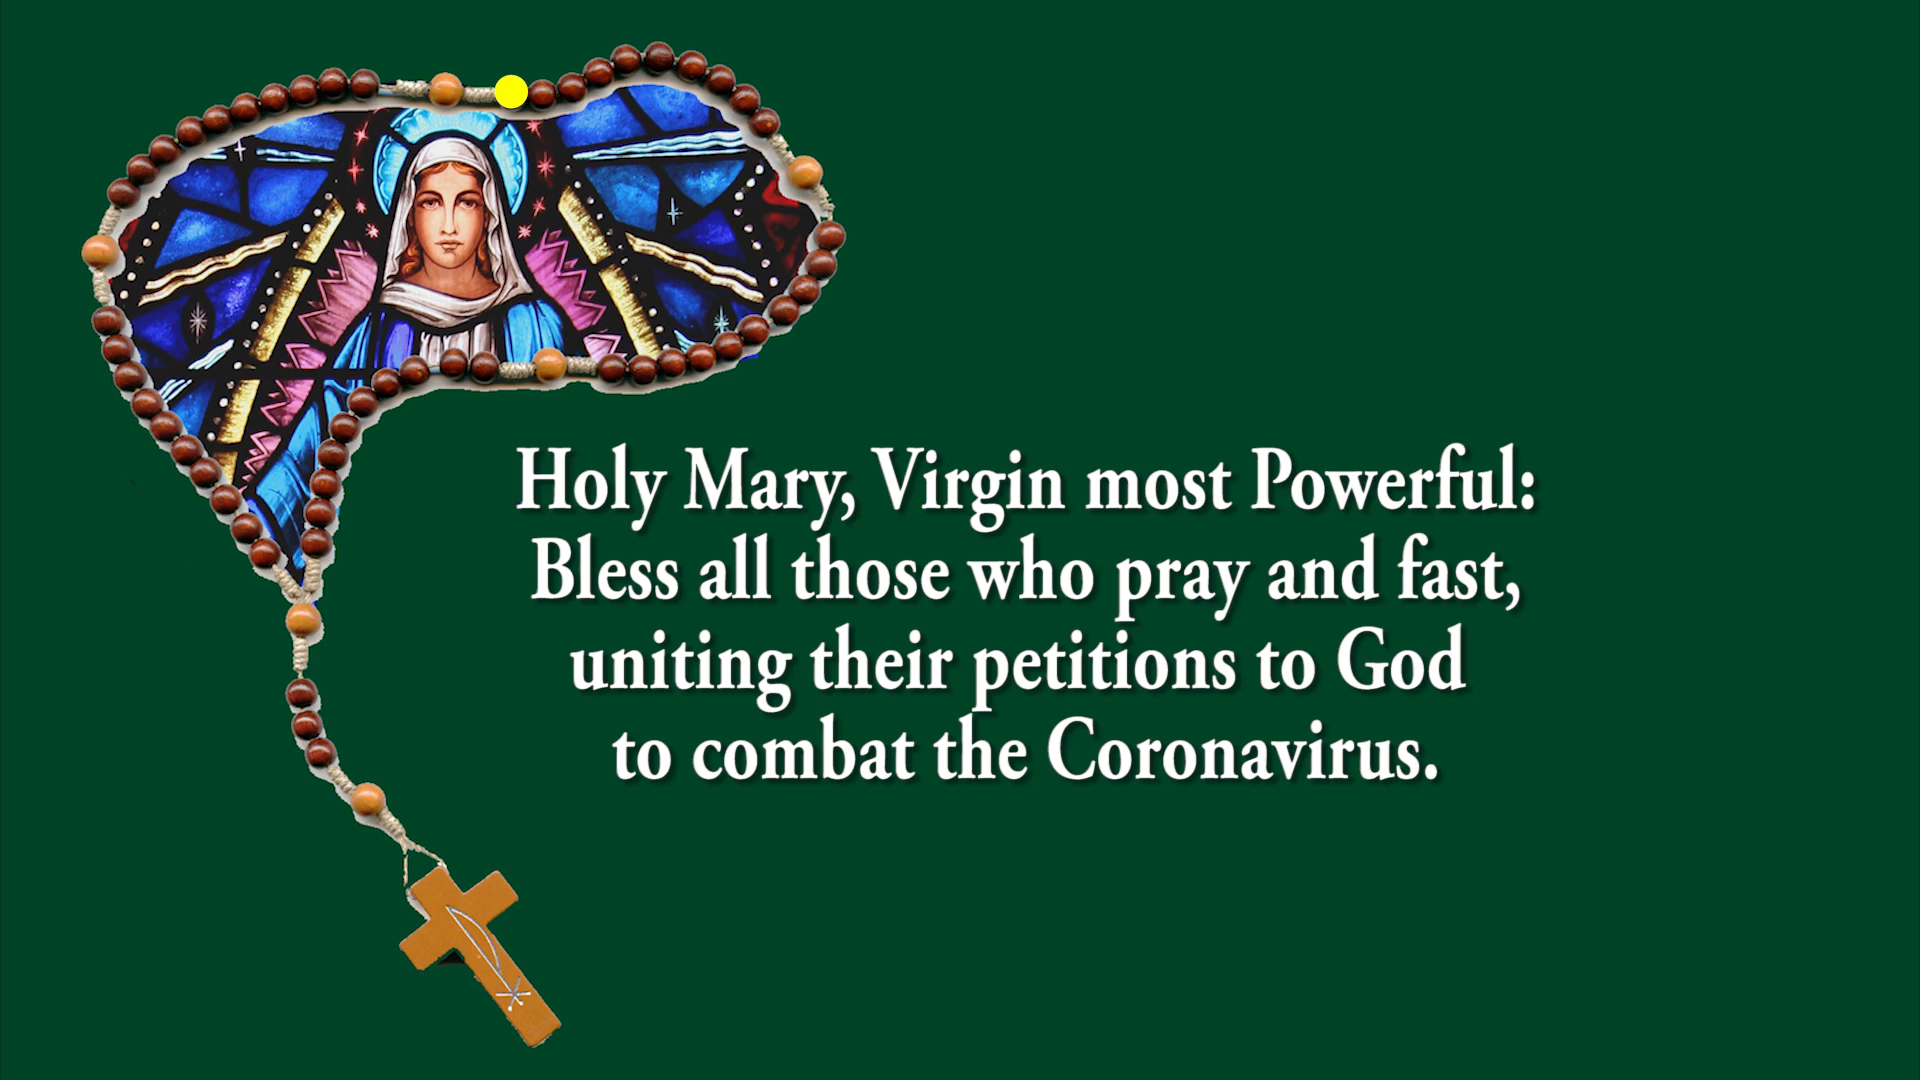 Holy Mary, Virgin most Powerful:
Bless all those who pray and fast,
uniting their petitions to God
to combat the Coronavirus.